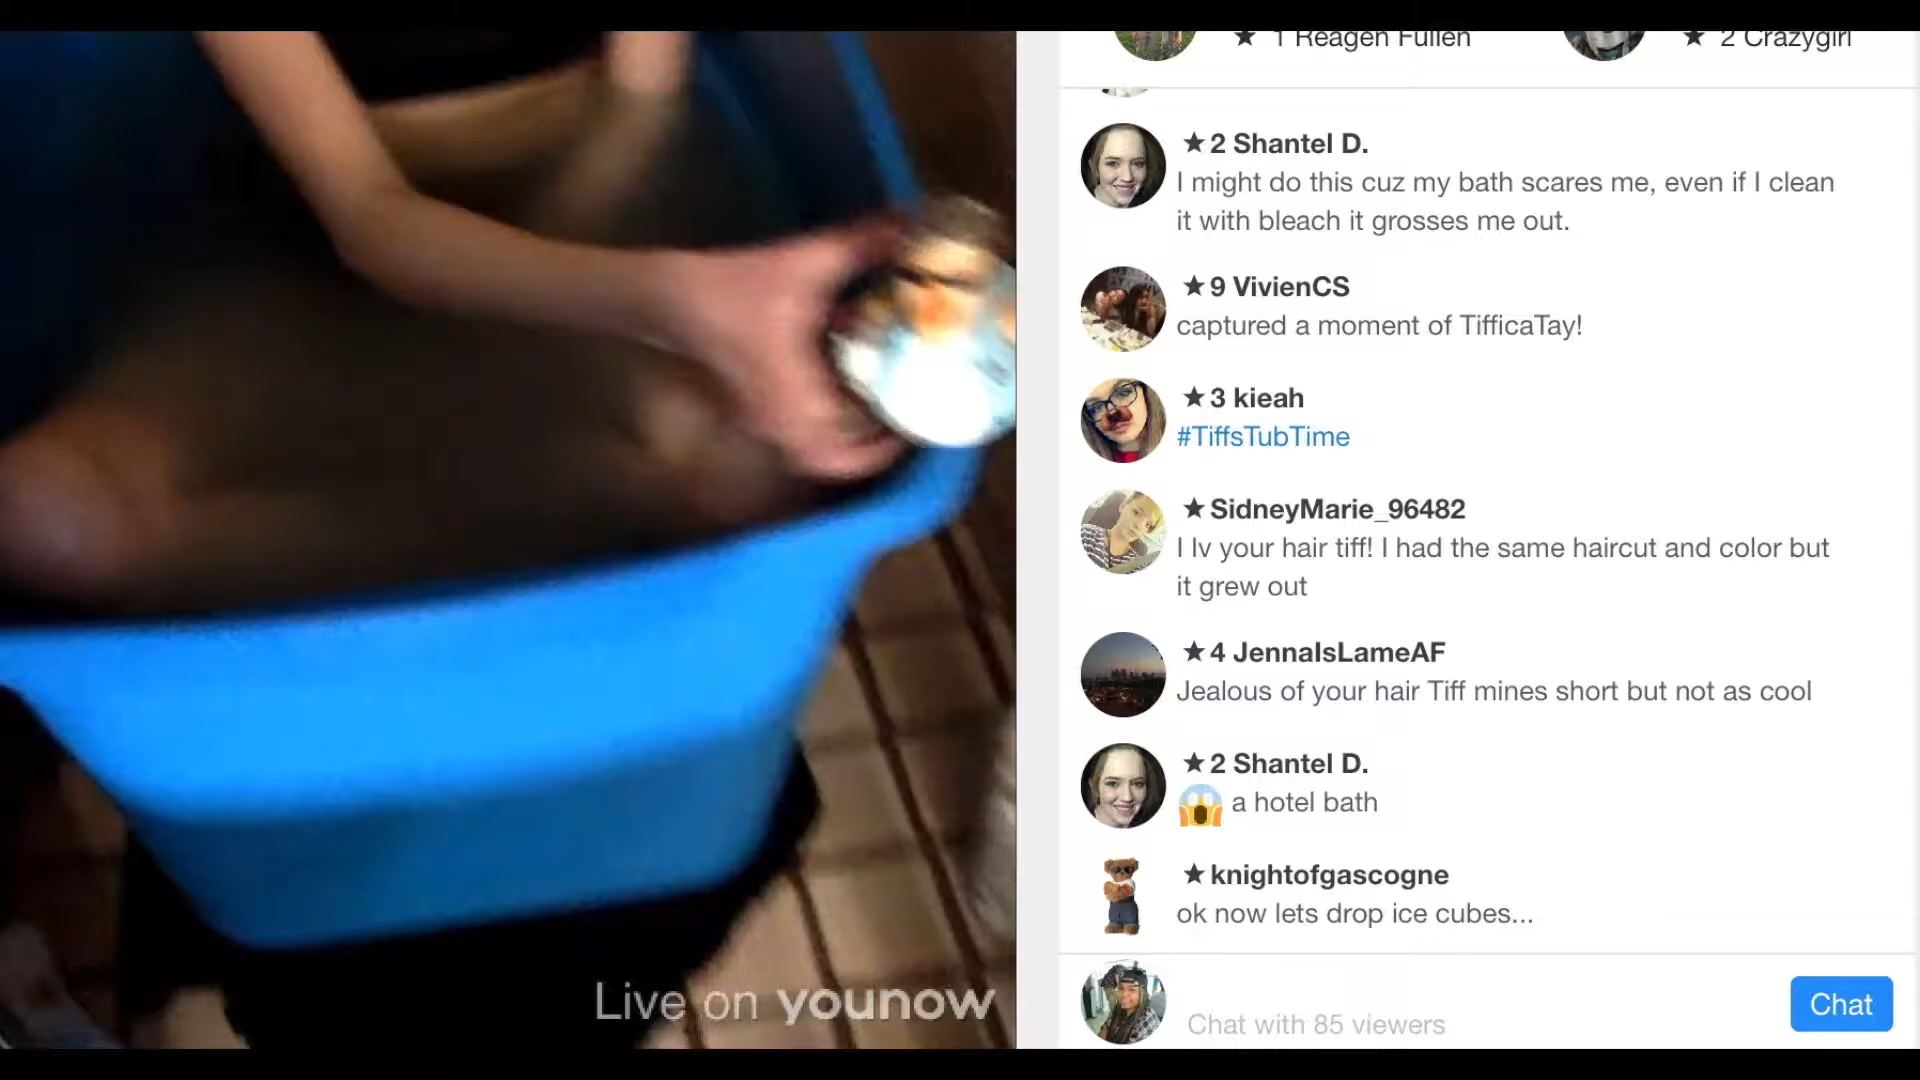 ★ 1 Reagen Fullen
★ 2 Crazygirl
★ 2 Shantel D.
I might do this cuz my bath scares me, even if I clean
it with bleach it grosses me out.
★ 9 VivienCS
captured a moment of TifficaTay!
★ 3 kieah
#TiffsTubTime
★ SidneyMarie_96482
I lv your hair tiff! I had the same haircut and color but
it grew out
★ 4 JennaIsLameAF
Jealous of your hair Tiff mines short but not as cool
★ 2 Shantel D.
😱 a hotel bath
★ knightofgascogne
ok now lets drop ice cubes...
Live on younow
Chat with 85 viewers
Chat